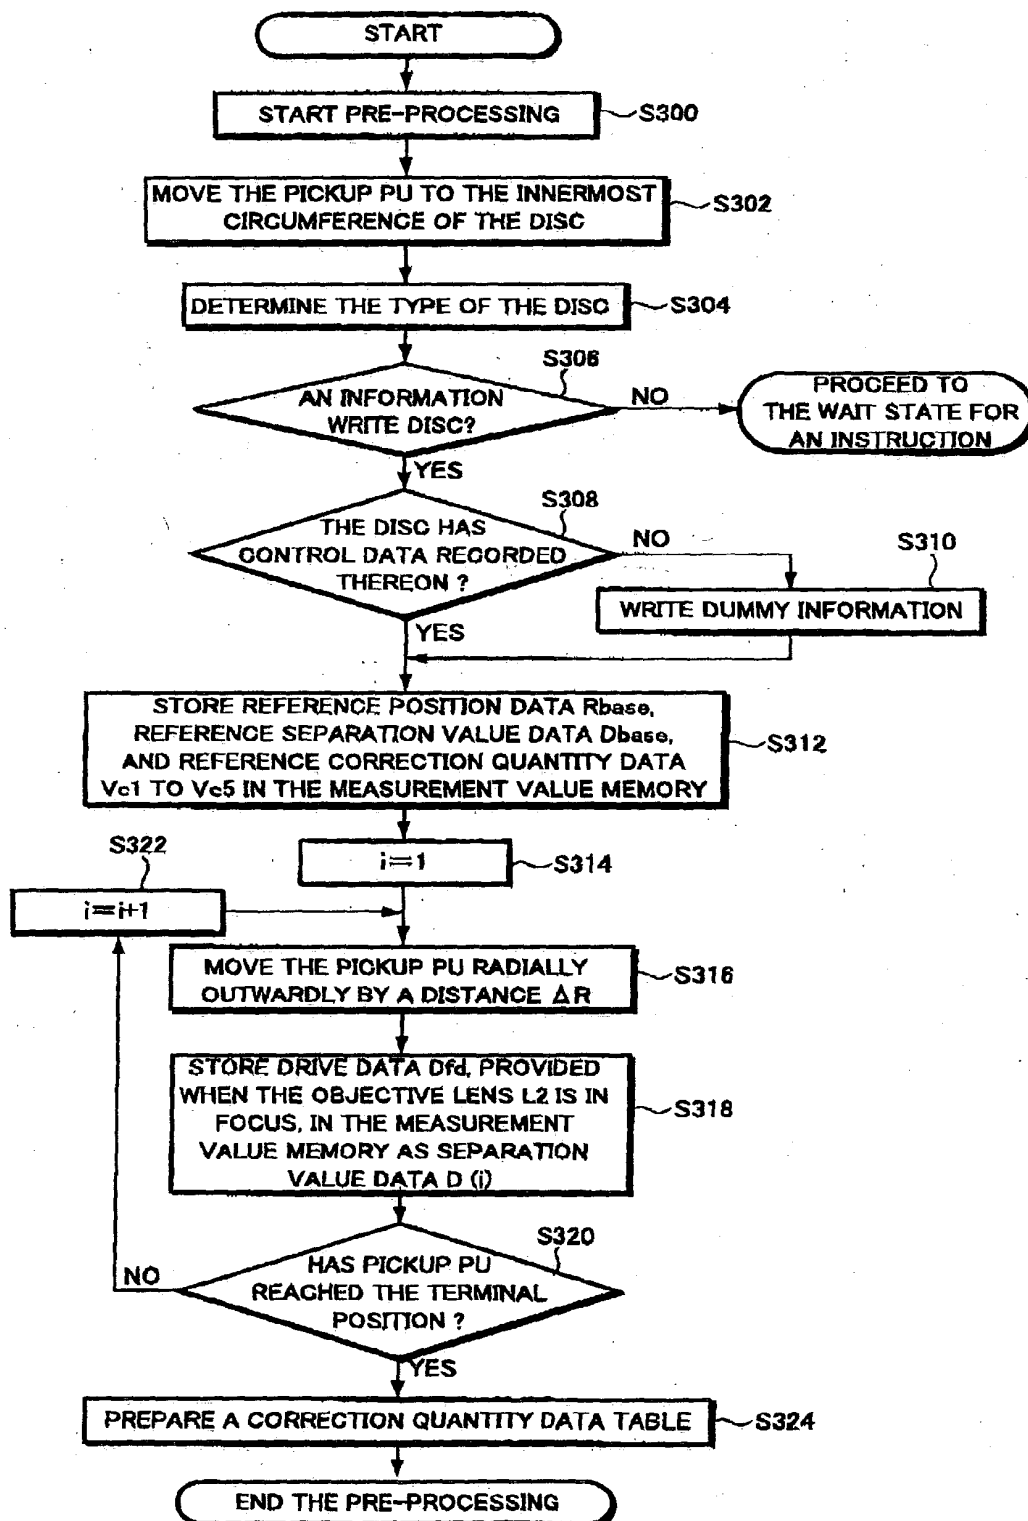 START
START PRE-PROCESSING
S300
MOVE THE PICKUP PU TO THE INNERMOST
CIRCUMFERENCE OF THE DISC
S302
DETERMINE THE TYPE OF THE DISC
S304
S306
AN INFORMATION
WRITE DISC?
NO
PROCEED TO
THE WAIT STATE FOR
AN INSTRUCTION
YES
S308
THE DISC HAS
CONTROL DATA RECORDED
THEREON ?
NO
S310
WRITE DUMMY INFORMATION
YES
STORE REFERENCE POSITION DATA Rbase,
REFERENCE SEPARATION VALUE DATA Dbase,
AND REFERENCE CORRECTION QUANTITY DATA
Vc1 TO Vc5 IN THE MEASUREMENT VALUE MEMORY
S312
S322
i=1
S314
i=i+1
MOVE THE PICKUP PU RADIALLY
OUTWARDLY BY A DISTANCE ΔR
S316
STORE DRIVE DATA Dfd, PROVIDED
WHEN THE OBJECTIVE LENS L2 IS IN
FOCUS, IN THE MEASUREMENT
VALUE MEMORY AS SEPARATION
VALUE DATA D (i)
S318
S320
HAS PICKUP PU
REACHED THE TERMINAL
POSITION ?
NO
YES
PREPARE A CORRECTION QUANTITY DATA TABLE
S324
END THE PRE-PROCESSING